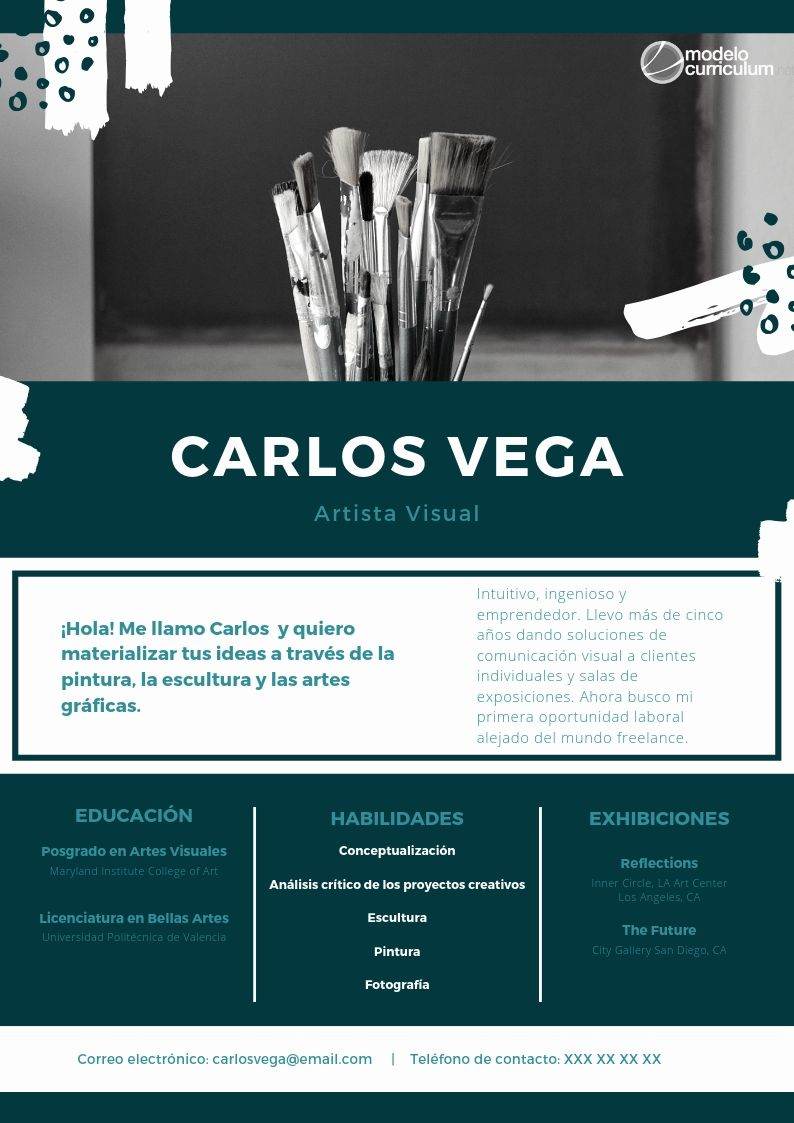 modelo
curriculum
CARLOS VEGA
Artista Visual
¡Hola! Me llamo Carlos y quiero
materializar tus ideas a través de la
pintura, la escultura y las artes
gráficas.
Intuitivo, ingenioso y
emprendedor. Llevo más de cinco
años dando soluciones de
comunicación visual a clientes
individuales y salas de
exposiciones. Ahora busco mi
primera oportunidad laboral
alejado del mundo freelance.
EDUCACIÓN
Posgrado en Artes Visuales
Maryland Institute College of Art
Licenciatura en Bellas Artes
Universidad Politécnica de Valencia
HABILIDADES
Conceptualización
Análisis crítico de los proyectos creativos
Escultura
Pintura
Fotografía
EXHIBICIONES
Reflections
Inner Circle, LA Art Center
Los Angeles, CA
The Future
City Gallery San Diego, CA
Correo electrónico: carlosvega@email.com | Teléfono de contacto: XXX XX XX XX